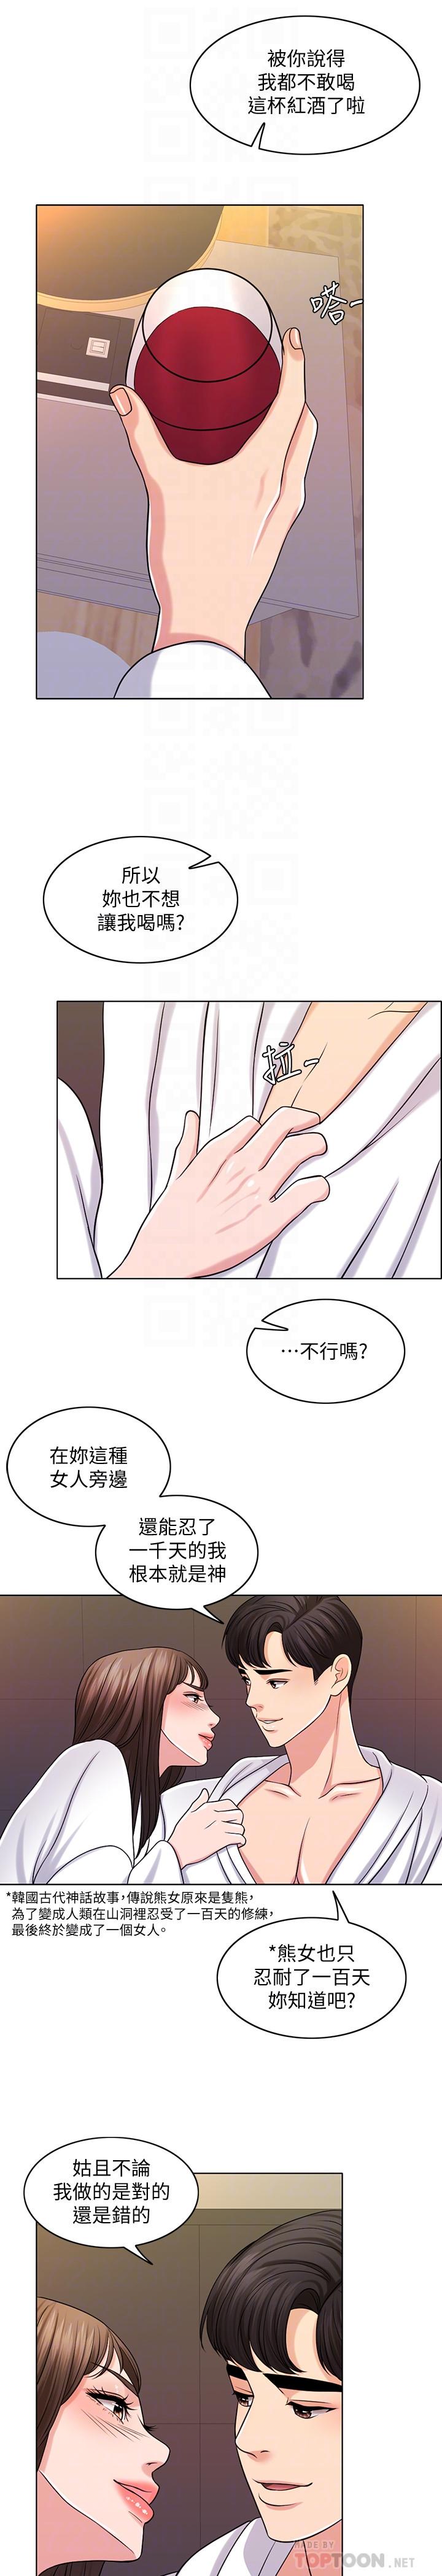 被你說得
我都不敢喝
這杯紅酒了啦
嗒-
所以
妳也不想
讓我喝嗎?
拉-
…不行嗎?
在妳這種
女人旁邊
還能忍了
一千天的我
根本就是神
*韓國古代神話故事,傳說熊女原來是隻熊,
為了變成人類在山洞裡忍受了一百天的修練,
最後終於變成了一個女人。
*熊女也只
忍耐了一百天
妳知道吧?
姑且不論
我做的是對的
還是錯的
MADE BY
TOPTOON.NET